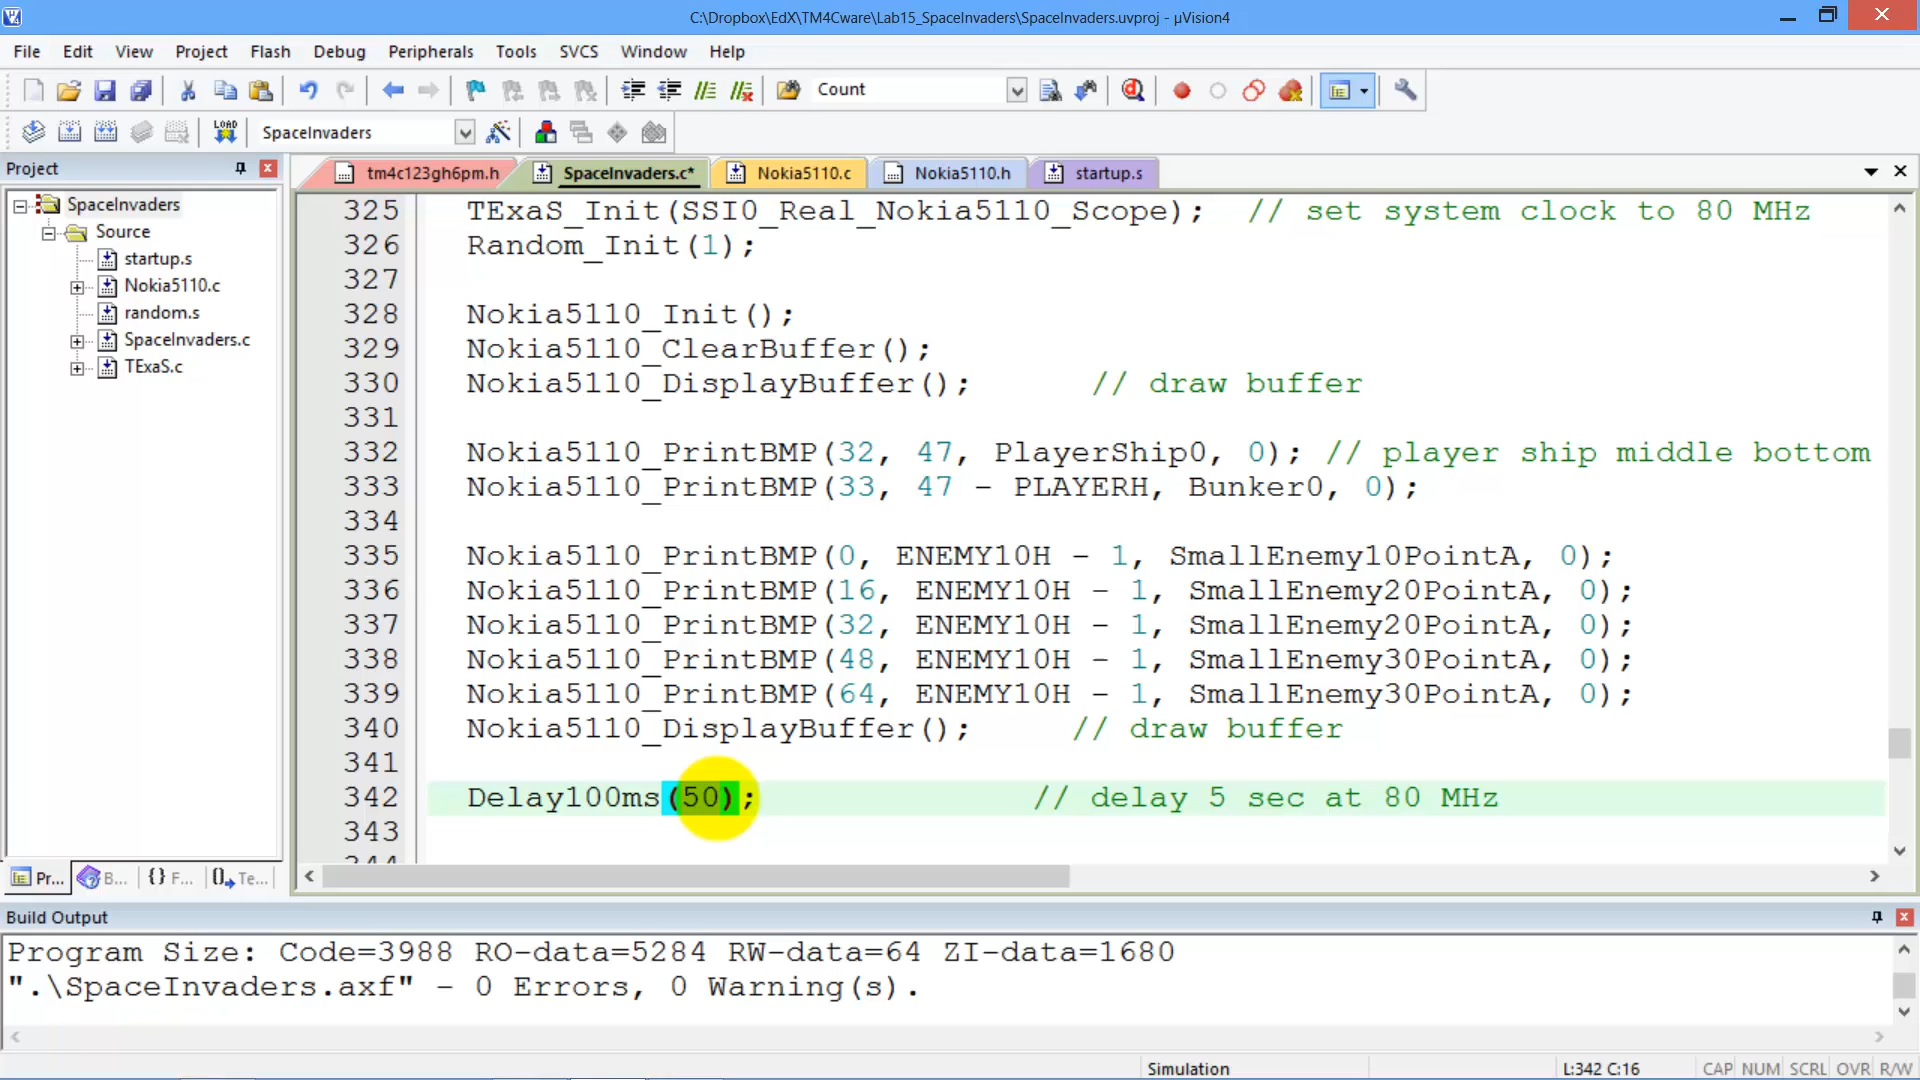 C:\Dropbox\EdX\TM4Cware\Lab15_SpaceInvaders\SpaceInvaders.uvproj - µVision4
File Edit View Project Flash Debug Peripherals Tools SVCS Window Help
Count
LOAD SpaceInvaders
Project
tm4c123gh6pm.h SpaceInvaders.c* Nokia5110.c Nokia5110.h startup.s
SpaceInvaders
Source
startup.s
Nokia5110.c
random.s
SpaceInvaders.c
TExaS.c
325 TExaS_Init(SSI0_Real_Nokia5110_Scope); // set system clock to 80 MHz
326 Random_Init(1);
327
328 Nokia5110_Init();
329 Nokia5110_ClearBuffer();
330 Nokia5110_DisplayBuffer(); // draw buffer
331
332 Nokia5110_PrintBMP(32, 47, PlayerShip0, 0); // player ship middle bottom
333 Nokia5110_PrintBMP(33, 47 - PLAYERH, Bunker0, 0);
334
335 Nokia5110_PrintBMP(0, ENEMY10H - 1, SmallEnemy10PointA, 0);
336 Nokia5110_PrintBMP(16, ENEMY10H - 1, SmallEnemy20PointA, 0);
337 Nokia5110_PrintBMP(32, ENEMY10H - 1, SmallEnemy20PointA, 0);
338 Nokia5110_PrintBMP(48, ENEMY10H - 1, SmallEnemy30PointA, 0);
339 Nokia5110_PrintBMP(64, ENEMY10H - 1, SmallEnemy30PointA, 0);
340 Nokia5110_DisplayBuffer(); // draw buffer
341
342 Delay100ms(50); // delay 5 sec at 80 MHz
343
344
Pr... B... {} F... 0 Te...
Build Output
Program Size: Code=3988 RO-data=5284 RW-data=64 ZI-data=1680
".\SpaceInvaders.axf" - 0 Errors, 0 Warning(s).
Simulation L:342 C:16 CAP NUM SCRL OVR R/W